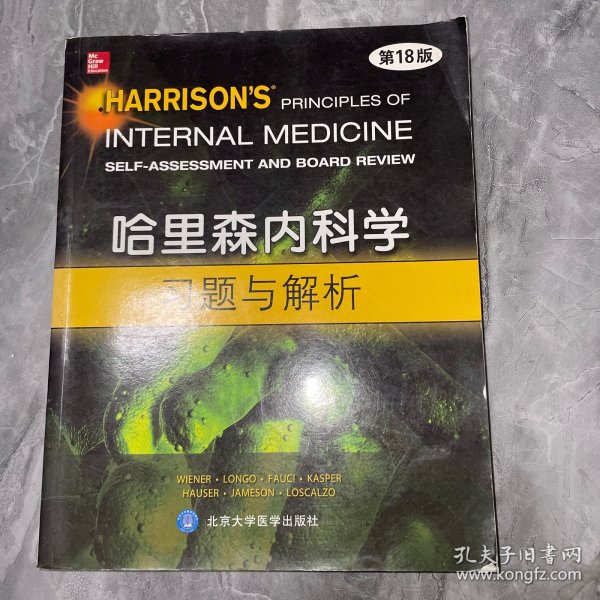 Mc
Graw
Hill
Education
第18版
HARRISON'S® PRINCIPLES OF
INTERNAL MEDICINE
SELF-ASSESSMENT AND BOARD REVIEW
哈里森内科学
习题与解析
WIENER · LONGO · FAUCI · KASPER
HAUSER · JAMESON · LOSCALZO
北京大学医学出版社
孔夫子旧书网
www.kongfz.com